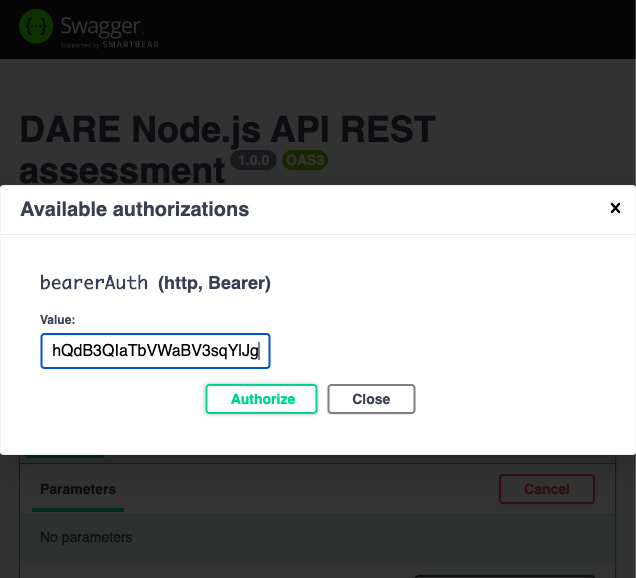 Swagger
Supported by SMARTBEAR
DARE Node.js API REST
assessment 1.0.0 OAS3
Available authorizations
bearerAuth (http, Bearer)
Value:
hQdB3QIaTbVWaBV3sqYlJg
Authorize Close
Parameters Cancel
No parameters